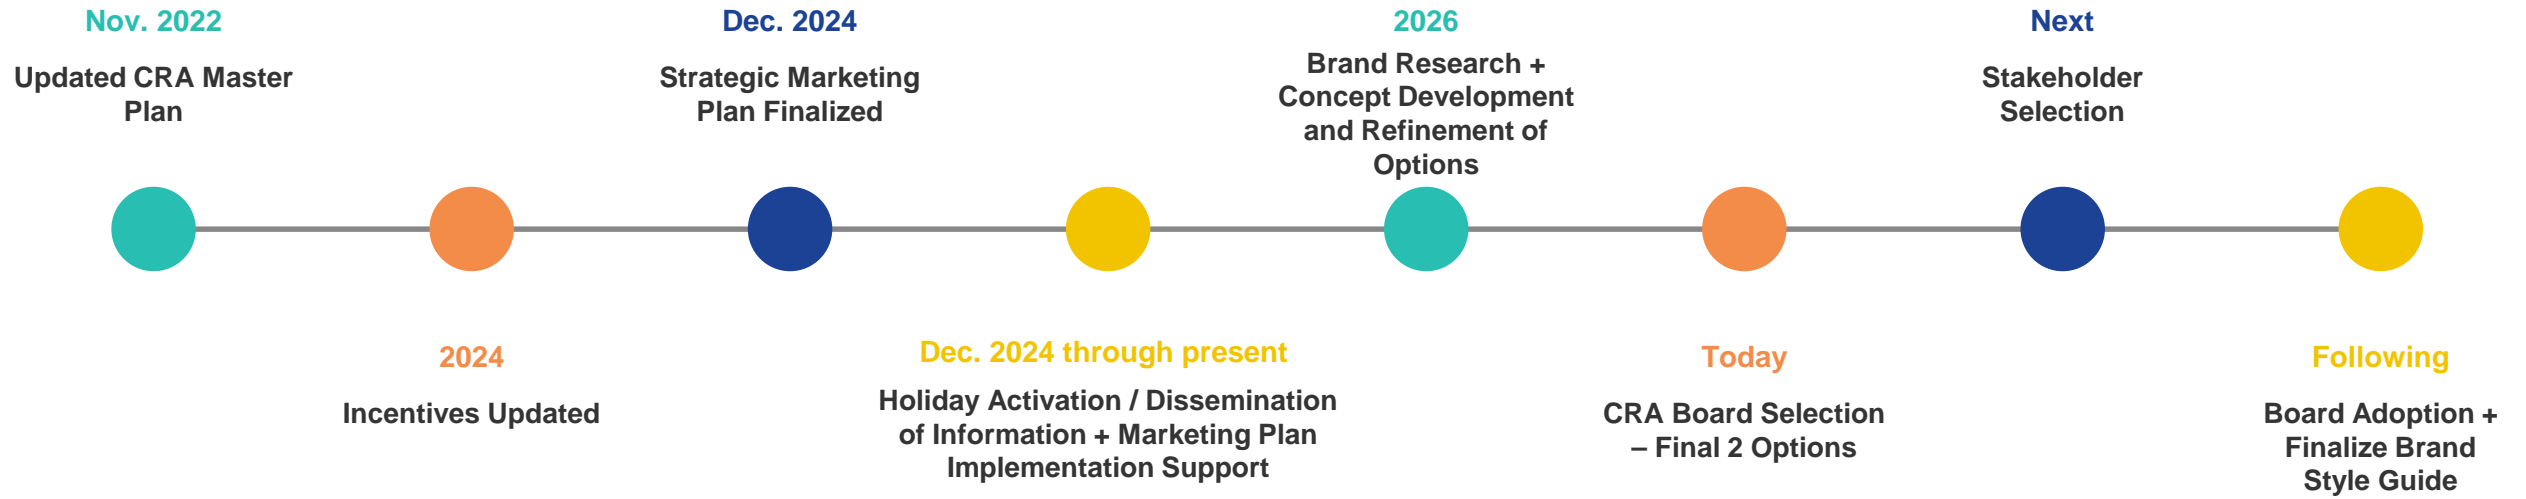 Nov. 2022
Updated CRA Master
Plan
2024
Incentives Updated
Dec. 2024
Strategic Marketing
Plan Finalized
Dec. 2024 through present
Holiday Activation / Dissemination
of Information + Marketing Plan
Implementation Support
2026
Brand Research +
Concept Development
and Refinement of
Options
Today
CRA Board Selection
– Final 2 Options
Next
Stakeholder
Selection
Following
Board Adoption +
Finalize Brand
Style Guide